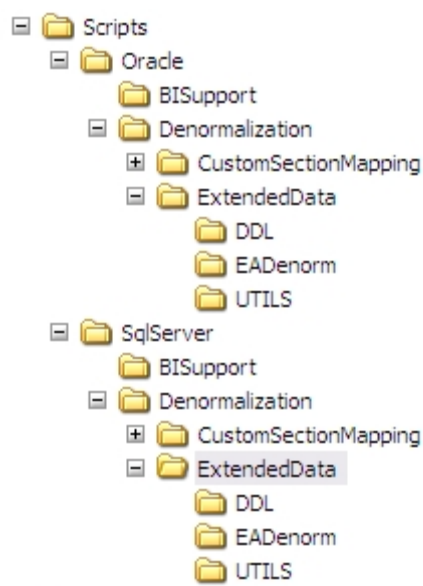 Scripts
Oracle
BISupport
Denormalization
CustomSectionMapping
ExtendedData
DDL
EADenorm
UTILS
SqlServer
BISupport
Denormalization
CustomSectionMapping
ExtendedData
DDL
EADenorm
UTILS